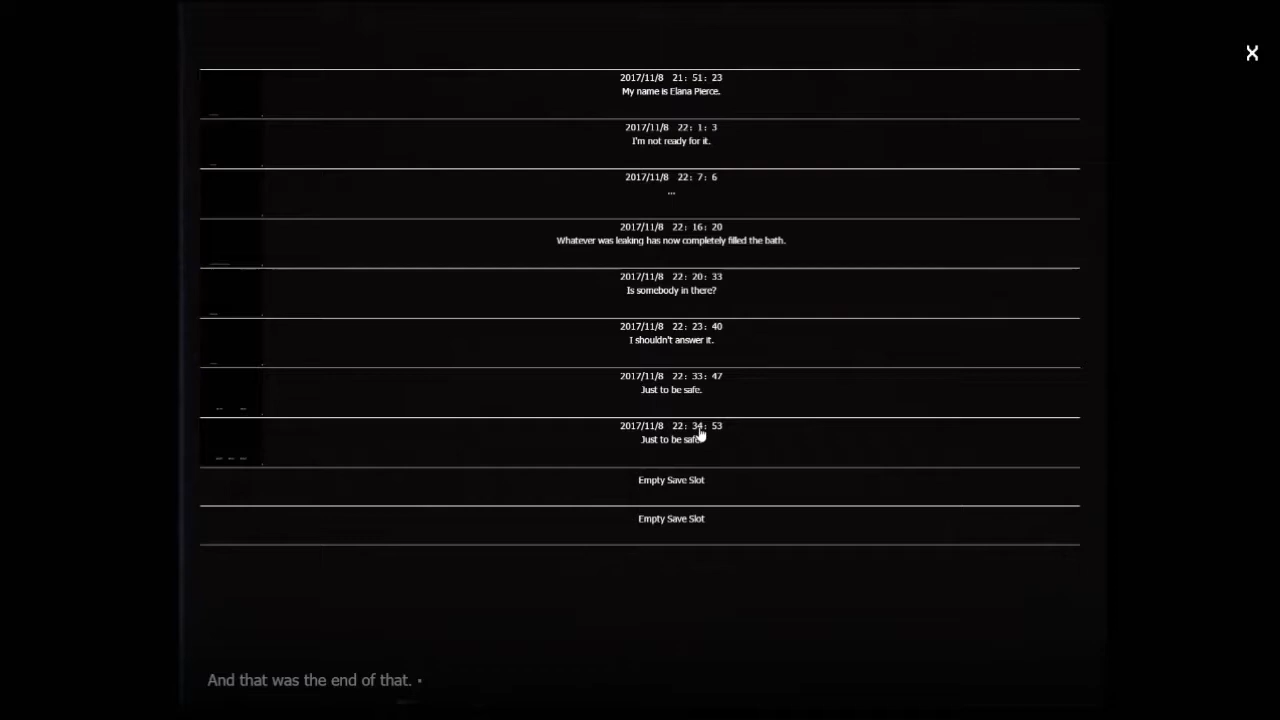 X
2017/11/8 21: 51: 23
My name is Elana Pierce.
2017/11/8 22: 1: 3
I'm not ready for it.
2017/11/8 22: 7: 6
...
2017/11/8 22: 16: 20
Whatever was leaking has now completely filled the bath.
2017/11/8 22: 20: 33
Is somebody in there?
2017/11/8 22: 23: 40
I shouldn't answer it.
2017/11/8 22: 33: 47
Just to be safe.
2017/11/8 22: 34: 53
Just to be safe.
Empty Save Slot
Empty Save Slot
And that was the end of that.